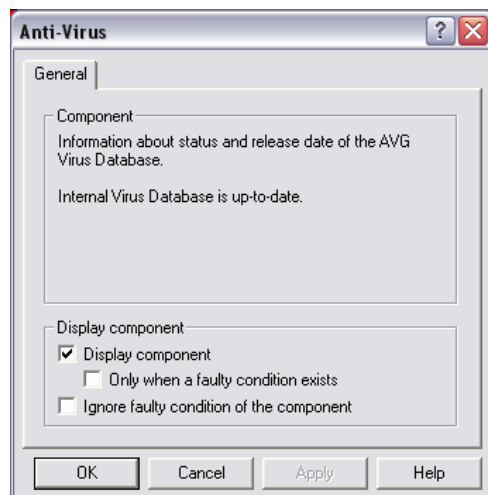 Anti-Virus
General
Component
Information about status and release date of the AVG
Virus Database.
Internal Virus Database is up-to-date.
Display component
Display component
Only when a faulty condition exists
Ignore faulty condition of the component
OK Cancel Apply Help